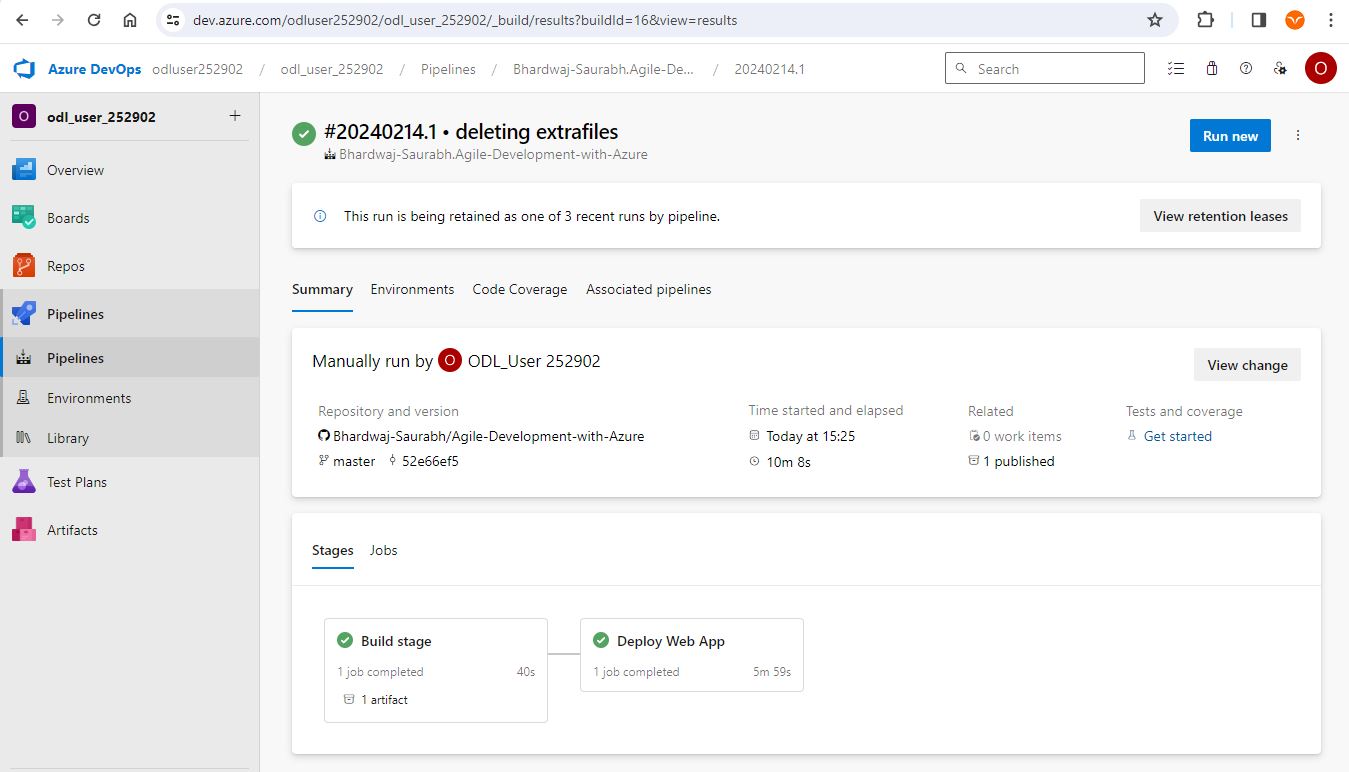 dev.azure.com/odluser252902/odl_user_252902/_build/results?buildId=16&view=results
Azure DevOps odluser252902 / odl_user_252902 / Pipelines / Bhardwaj-Saurabh.Agile-De... / 20240214.1
Search
O
O odl_user_252902 +
Overview
Boards
Repos
Pipelines
Pipelines
Environments
Library
Test Plans
Artifacts
#20240214.1 • deleting extrafiles
Bhardwaj-Saurabh.Agile-Development-with-Azure
Run new
This run is being retained as one of 3 recent runs by pipeline.
View retention leases
Summary Environments Code Coverage Associated pipelines
Manually run by O ODL_User 252902
View change
Repository and version
Bhardwaj-Saurabh/Agile-Development-with-Azure
master 52e66ef5
Time started and elapsed
Today at 15:25
10m 8s
Related
0 work items
1 published
Tests and coverage
Get started
Stages Jobs
Build stage
1 job completed 40s
1 artifact
Deploy Web App
1 job completed 5m 59s